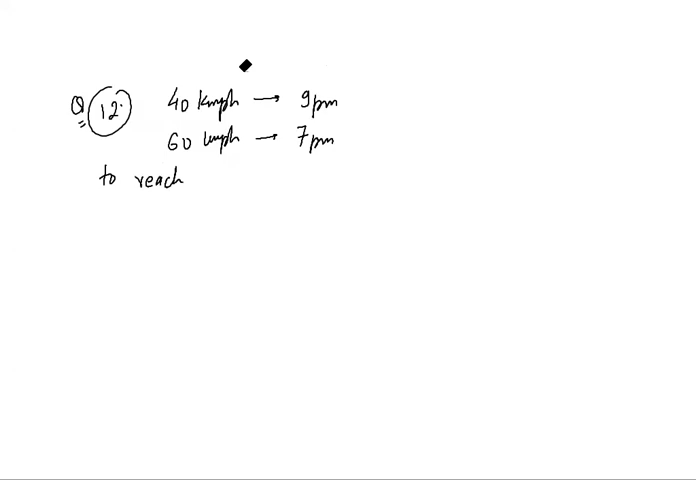 Q 12. 40 kmph → 9pm
60 kmph → 7pm
to reach